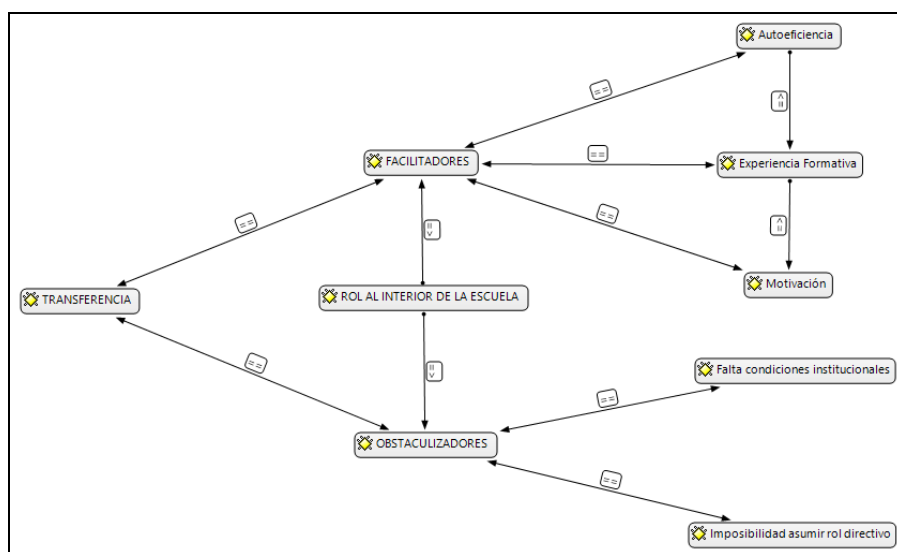 Autoeficiencia
==
=>
FACILITADORES
==
Experiencia Formativa
==
==
=>
=>
TRANSFERENCIA
ROL AL INTERIOR DE LA ESCUELA
Motivación
==
=>
Falta condiciones institucionales
==
OBSTACULIZADORES
==
Imposibilidad asumir rol directivo